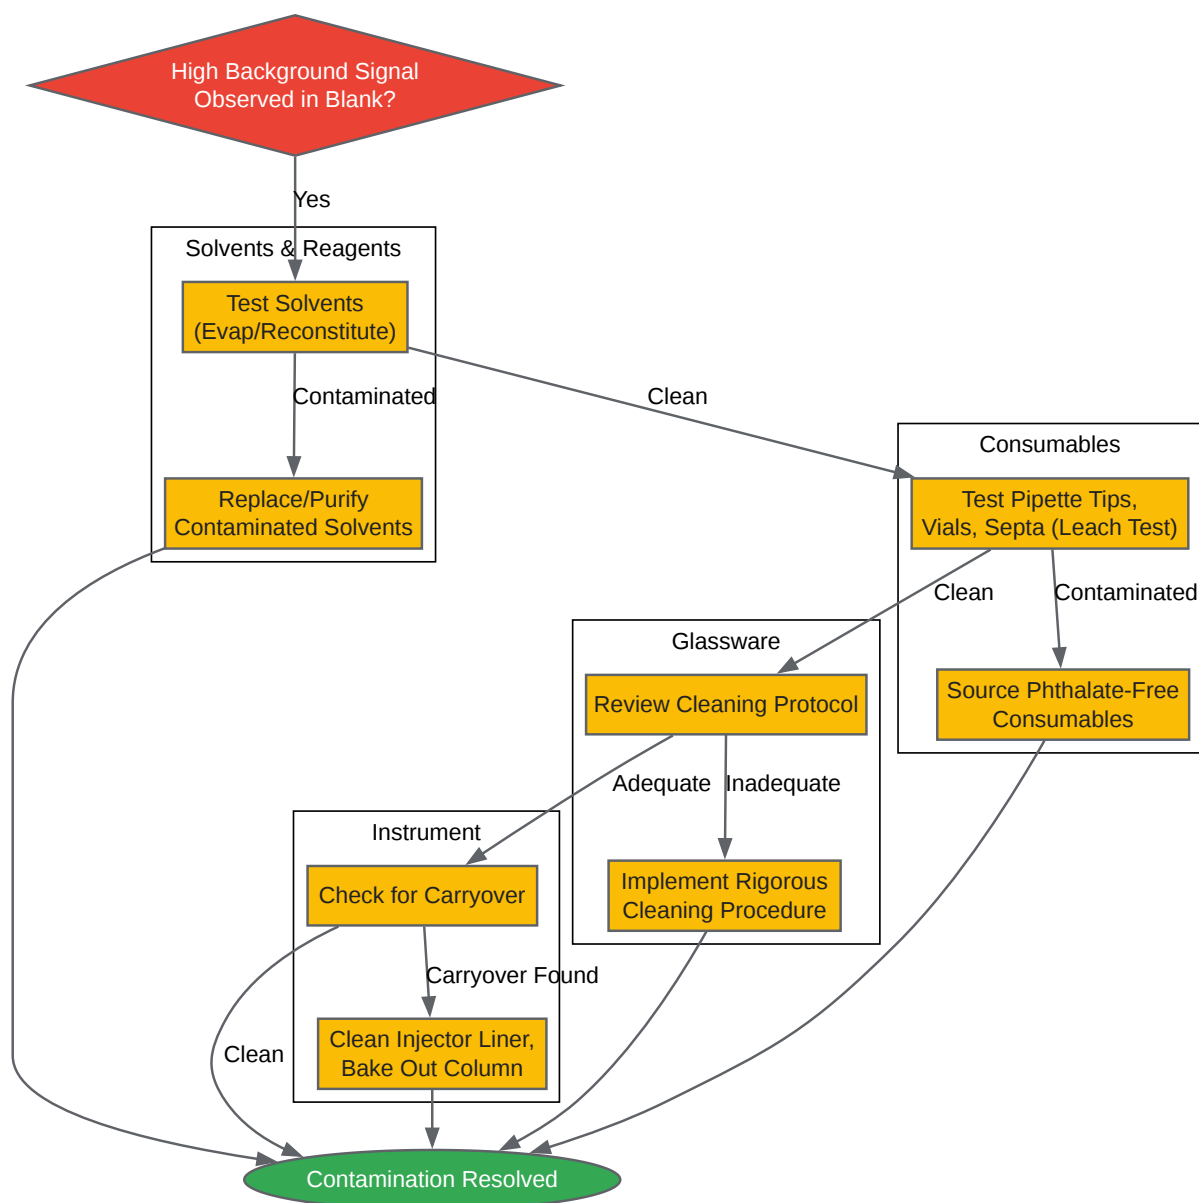 High Background Signal
Observed in Blank?
Yes
Solvents & Reagents
Test Solvents
(Evap/Reconstitute)
Contaminated
Clean
Replace/Purify
Contaminated Solvents
Consumables
Test Pipette Tips,
Vials, Septa (Leach Test)
Clean
Contaminated
Source Phthalate-Free
Consumables
Glassware
Review Cleaning Protocol
Adequate
Inadequate
Implement Rigorous
Cleaning Procedure
Instrument
Check for Carryover
Carryover Found
Clean
Clean Injector Liner,
Bake Out Column
Contamination Resolved